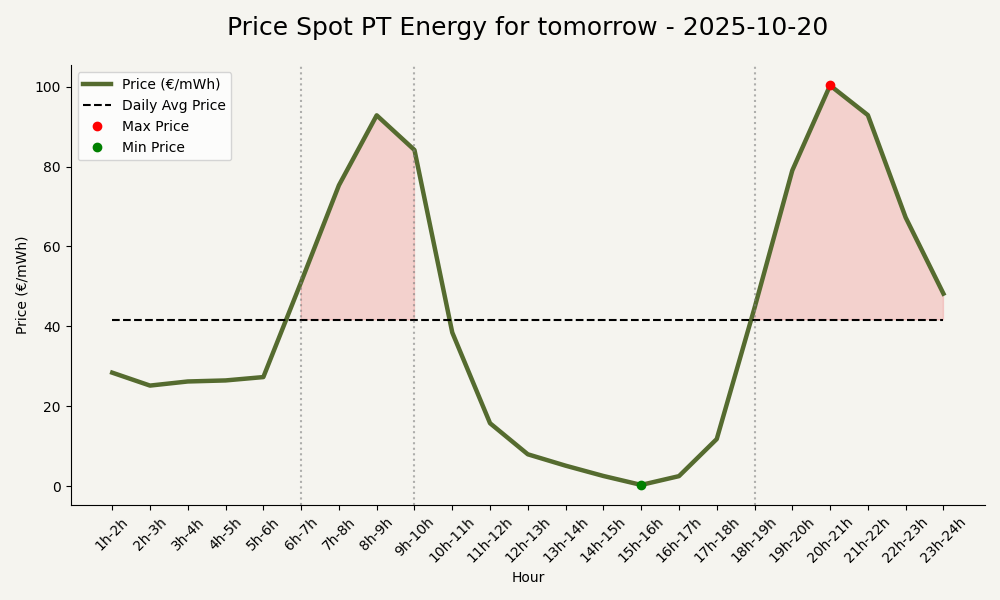 Price Spot PT Energy for tomorrow - 2025-10-20
Price (€/mWh)
Daily Avg Price
Max Price
Min Price
Price (€/mWh)
100
80
60
40
20
0
1h-2h
2h-3h
3h-4h
4h-5h
5h-6h
6h-7h
7h-8h
8h-9h
9h-10h
10h-11h
11h-12h
12h-13h
13h-14h
14h-15h
15h-16h
16h-17h
17h-18h
18h-19h
19h-20h
20h-21h
21h-22h
22h-23h
23h-24h
Hour